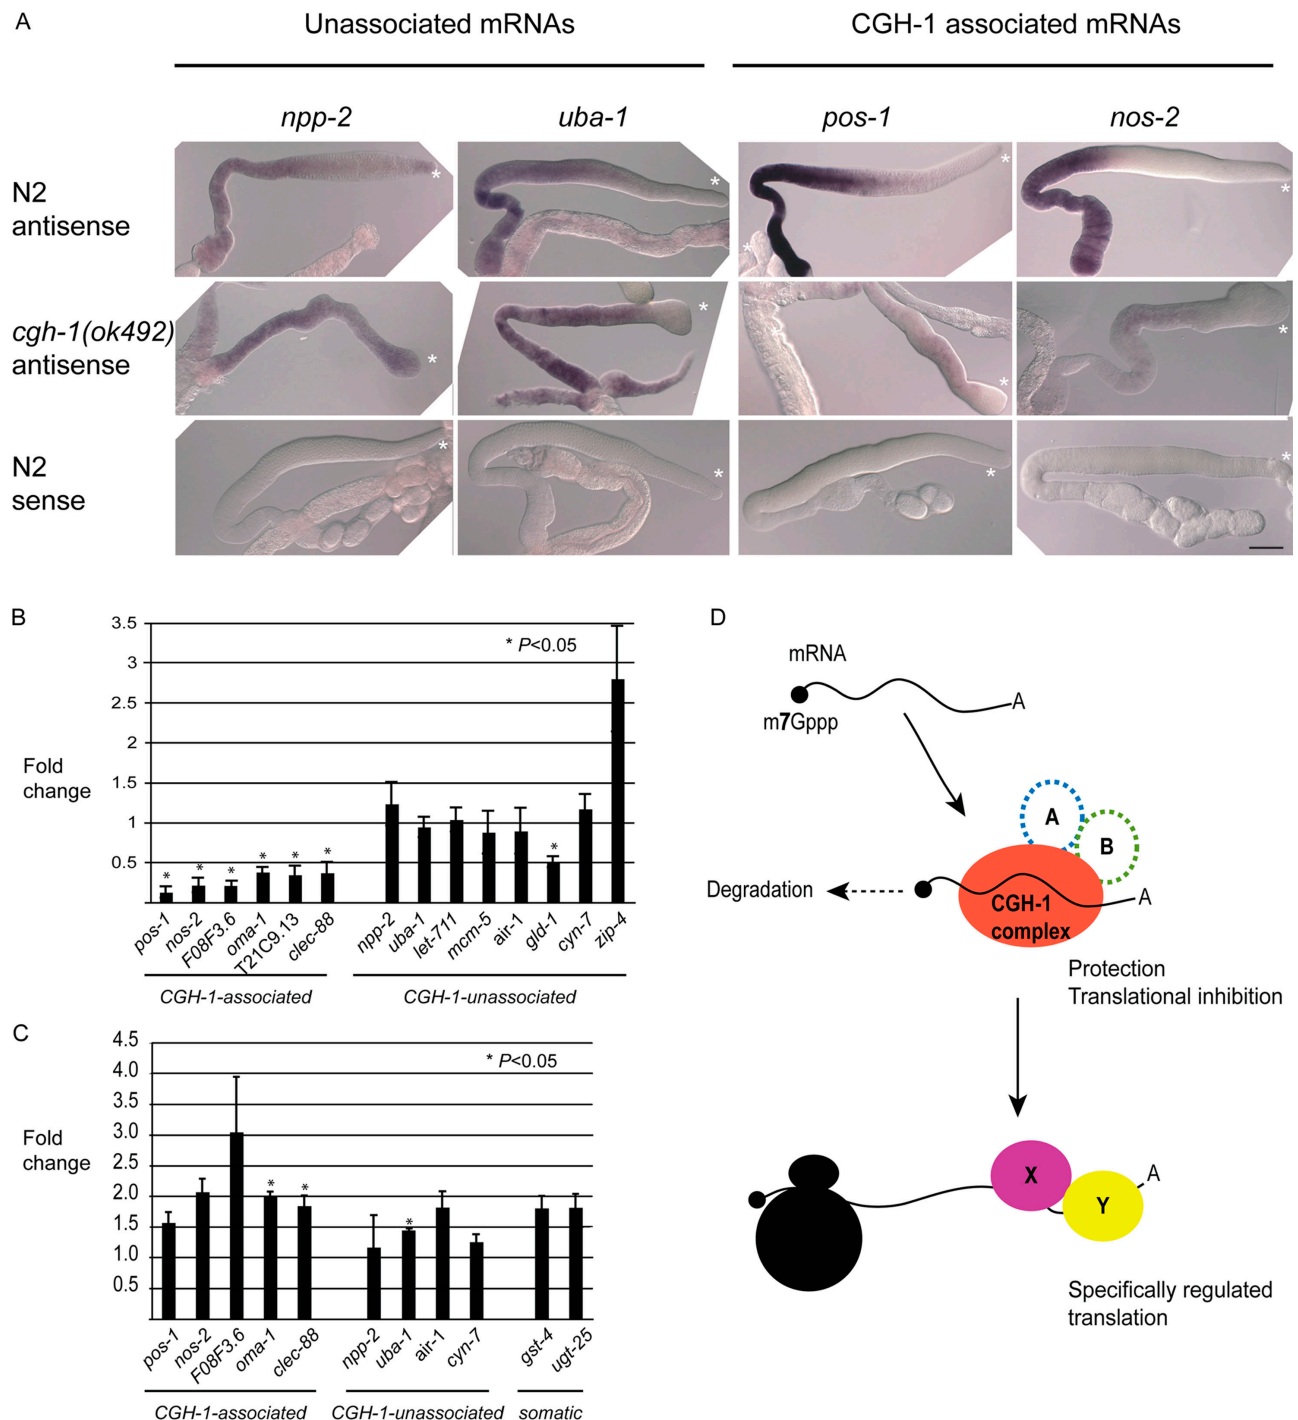 A
Unassociated mRNAs
CGH-1 associated mRNAs
npp-2
uba-1
pos-1
nos-2
N2
antisense
*
*
*
*
*
cgh-1(ok492)
antisense
*
*
*
*
N2
sense
*
*
*
*
B
3.5
3
2.5
2
1.5
1
0.5
Fold
change
* P<0.05
*
*
*
*
*
*
*
pos-1
nos-2
F08F3.6
oma-1
T21C9.13
clec-88
npp-2
uba-1
let-711
mcm-5
air-1
gld-1
cyn-7
zip-4
CGH-1-associated
CGH-1-unassociated
C
4.5
4.0
3.5
3.0
2.5
2.0
1.5
1.0
0.5
Fold
change
* P<0.05
*
*
*
pos-1
nos-2
F08F3.6
oma-1
clec-88
npp-2
uba-1
air-1
cyn-7
gst-4
ugt-25
CGH-1-associated
CGH-1-unassociated
somatic
D
mRNA
A
m7Gppp
A
B
Degradation
A
CGH-1
complex
Protection
Translational inhibition
X
A
Y
Specifically regulated
translation